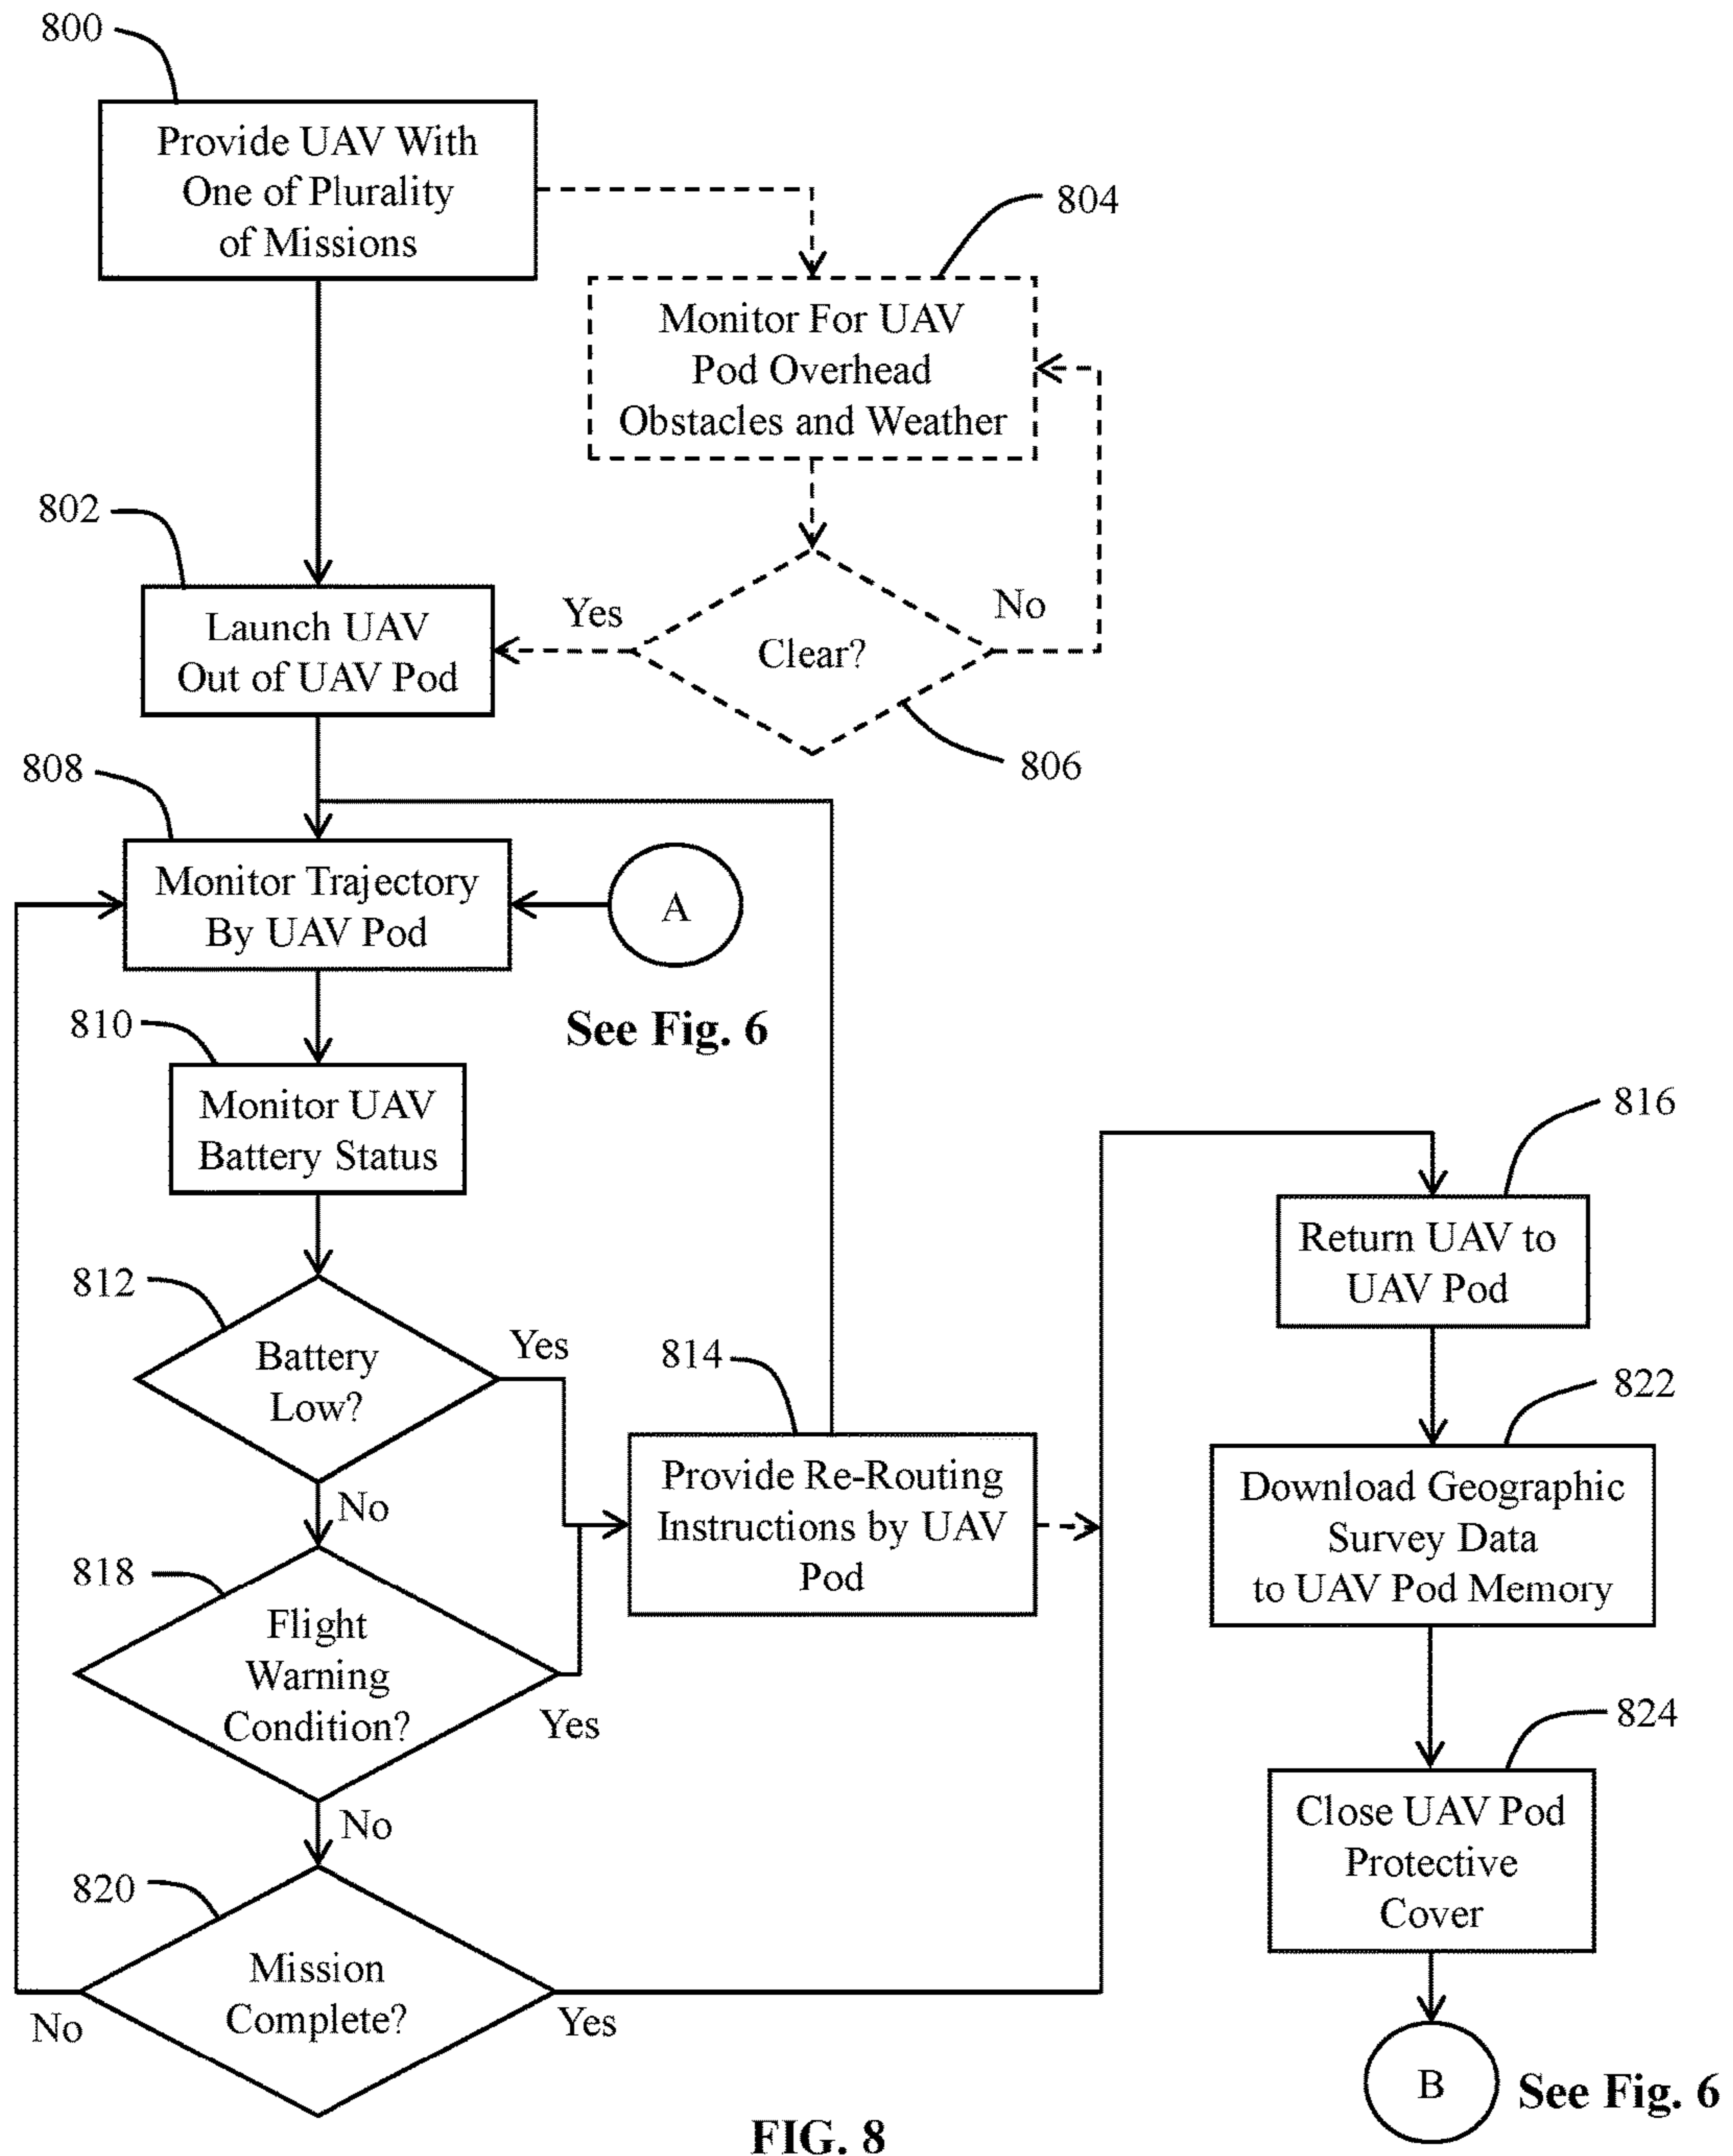 800
Provide UAV With
One of Plurality
of Missions
804
Monitor For UAV
Pod Overhead
Obstacles and Weather
802
Launch UAV
Out of UAV Pod
Yes
Clear?
No
806
808
Monitor Trajectory
By UAV Pod
A
See Fig. 6
810
Monitor UAV
Battery Status
812
Battery
Low?
Yes
No
814
Provide Re-Routing
Instructions by UAV
Pod
818
Flight
Warning
Condition?
Yes
No
820
Mission
Complete?
No
Yes
816
Return UAV to
UAV Pod
822
Download Geographic
Survey Data
to UAV Pod Memory
824
Close UAV Pod
Protective
Cover
B
See Fig. 6
FIG. 8